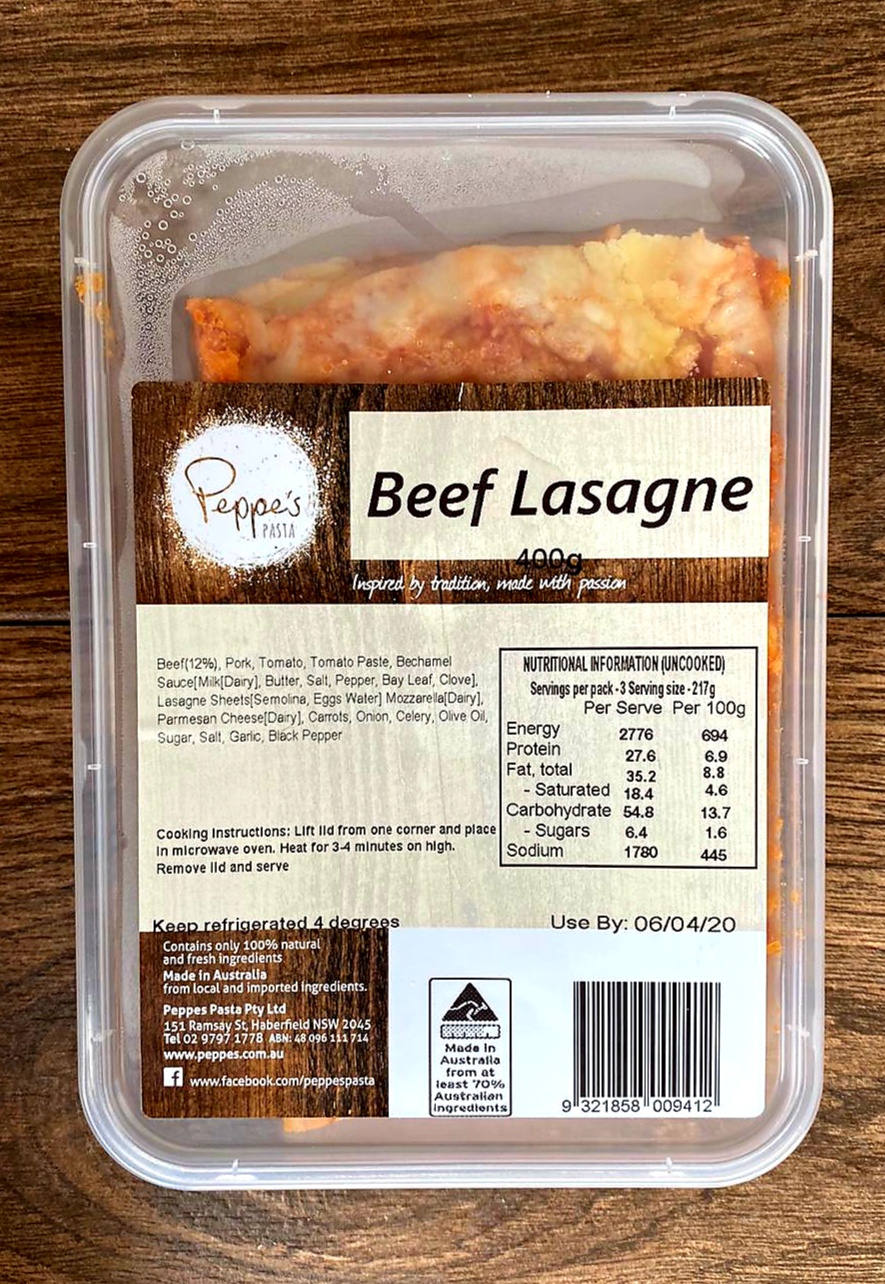 Peppe's
PASTA
Beef Lasagne
400g
Inspired by tradition, made with passion
Beef(12%), Pork, Tomato, Tomato Paste, Bechamel
Sauce[Milk[Dairy], Butter, Salt, Pepper, Bay Leaf, Clove],
Lasagne Sheets[Semolina, Eggs Water] Mozzarella[Dairy],
Parmesan Cheese[Dairy], Carrots, Onion, Celery, Olive Oil,
Sugar, Salt, Garlic, Black Pepper
NUTRITIONAL INFORMATION (UNCOOKED)
Servings per pack - 3 Serving size - 217g
Per Serve Per 100g
Energy 2776 694
Protein 27.6 6.9
Fat, total 35.2 8.8
- Saturated 18.4 4.6
Carbohydrate 54.8 13.7
- Sugars 6.4 1.6
Sodium 1780 445
Cooking Instructions: Lift lid from one corner and place
in microwave oven. Heat for 3-4 minutes on high.
Remove lid and serve
Keep refrigerated 4 degrees
Use By: 06/04/20
Contains only 100% natural
and fresh ingredients
Made in Australia
from local and imported ingredients.
Peppes Pasta Pty Ltd
151 Ramsay St, Haberfield NSW 2045
Tel 02 9797 1778 ABN: 48 096 111 714
www.peppes.com.au
f www.facebook.com/peppespasta
Made in
Australia
from at
least 70%
Australian
ingredients
9 321858 009412